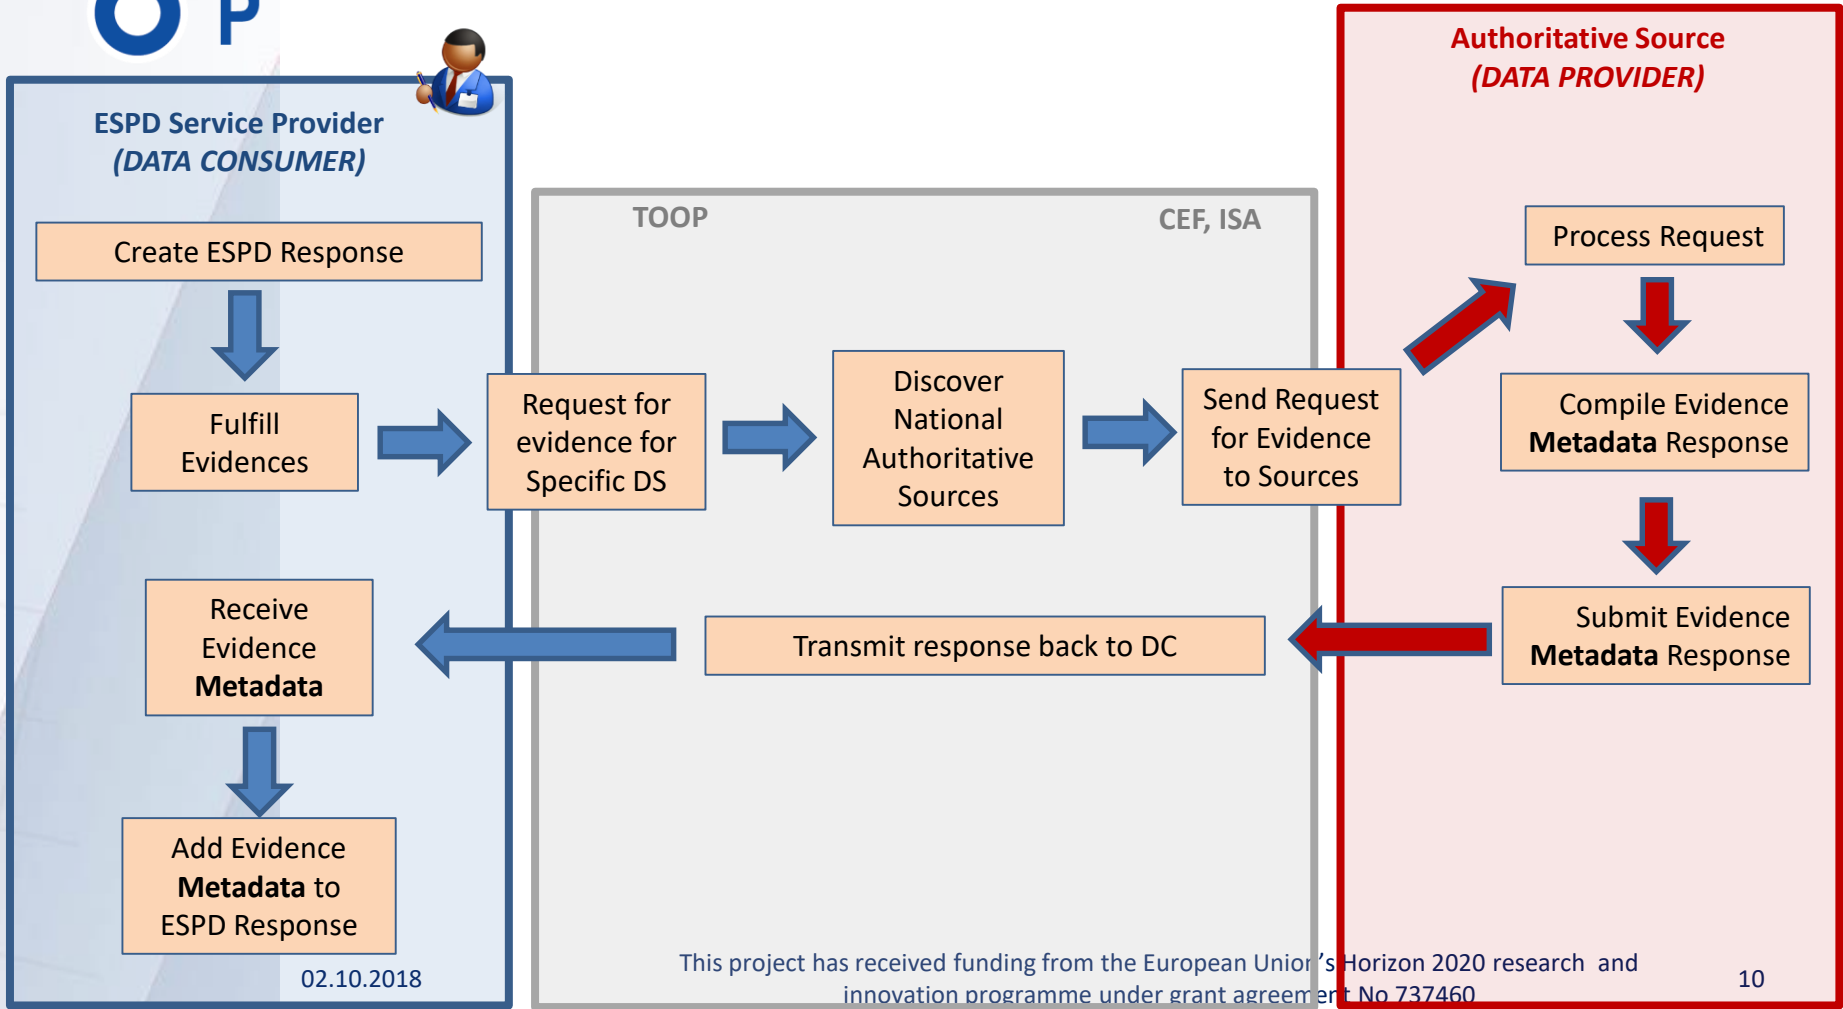 O P
ESPD Service Provider
(DATA CONSUMER)
Create ESPD Response
Fulfill
Evidences
Receive
Evidence
Metadata
Add Evidence
Metadata to
ESPD Response
TOOP
CEF, ISA
Request for
evidence for
Specific DS
Discover
National
Authoritative
Sources
Send Request
for Evidence
to Sources
Transmit response back to DC
Authoritative Source
(DATA PROVIDER)
Process Request
Compile Evidence
Metadata Response
Submit Evidence
Metadata Response
02.10.2018
This project has received funding from the European Union's Horizon 2020 research and
innovation programme under grant agreement No 737460
10